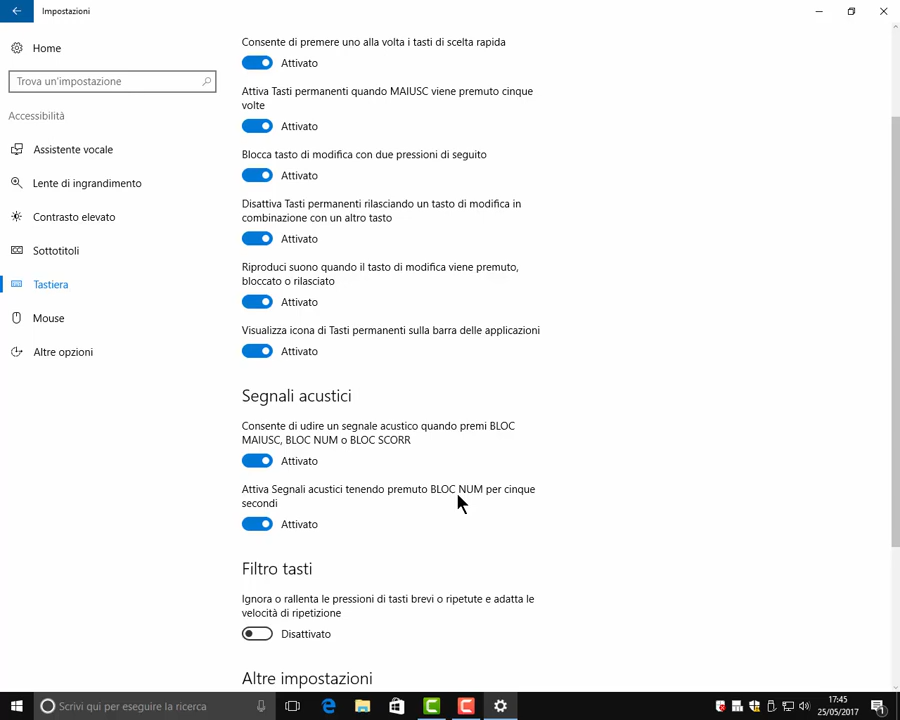 Impostazioni
Home
Trova un'impostazione
Accessibilità
Assistente vocale
Lente di ingrandimento
Contrasto elevato
Sottotitoli
Tastiera
Mouse
Altre opzioni
Consente di premere uno alla volta i tasti di scelta rapida
Attivato
Attiva Tasti permanenti quando MAIUSC viene premuto cinque
volte
Attivato
Blocca tasto di modifica con due pressioni di seguito
Attivato
Disattiva Tasti permanenti rilasciando un tasto di modifica in
combinazione con un altro tasto
Attivato
Riproduci suono quando il tasto di modifica viene premuto,
bloccato o rilasciato
Attivato
Visualizza icona di Tasti permanenti sulla barra delle applicazioni
Attivato
Segnali acustici
Consente di udire un segnale acustico quando premi BLOC
MAIUSC, BLOC NUM o BLOC SCORR
Attivato
Attiva Segnali acustici tenendo premuto BLOC NUM per cinque
secondi
Attivato
Filtro tasti
Ignora o rallenta le pressioni di tasti brevi o ripetute e adatta le
velocità di ripetizione
Disattivato
Altre impostazioni
Scrivi qui per eseguire la ricerca
17:45
25/05/2017
1